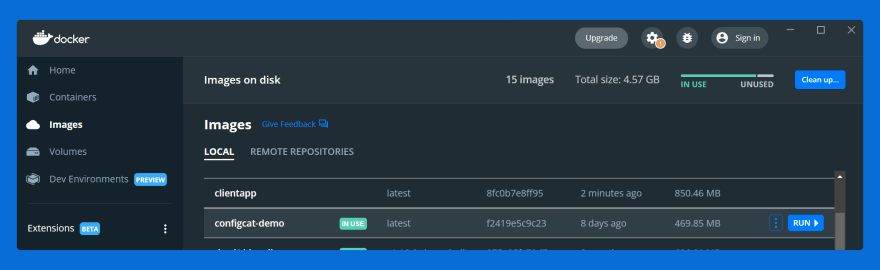 docker
Upgrade
1
Sign in
Home
Containers
Images
Volumes
Dev Environments PREVIEW
Extensions BETA
Images on disk
15 images
Total size: 4.57 GB
IN USE
UNUSED
Clean up...
Images Give Feedback
LOCAL REMOTE REPOSITORIES
clientapp latest 8fc0b7e8ff95 2 minutes ago 850.46 MB
configcat-demo IN USE latest f2419e5c9c23 8 days ago 469.85 MB RUN